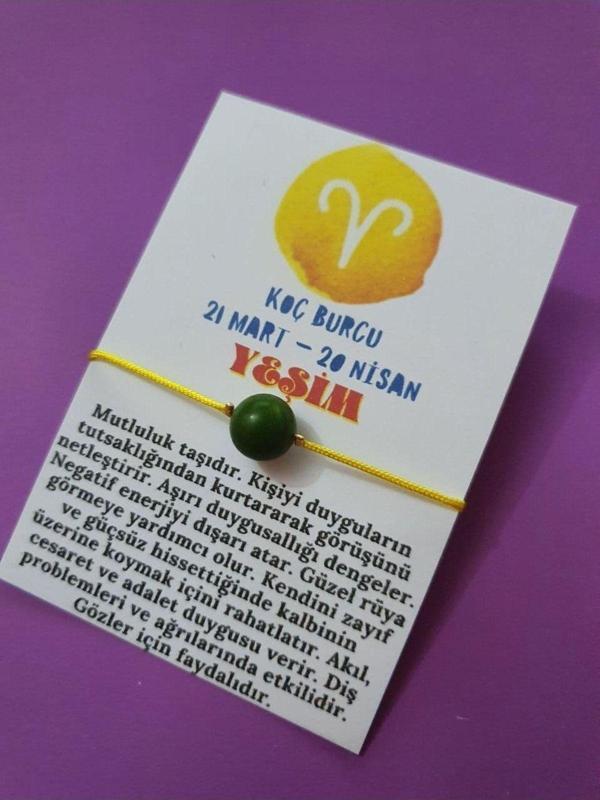 KOÇ BURCU
21 MART – 20 NİSAN
YEŞİM
Mutluluk taşıdır. Kişiyi duyguların
tutsaklığından kurtararak görüşünü
netleştirir. Aşırı duygusallığı dengeler.
Negatif enerjiyi dışarı atar. Güzel rüya
görmeye yardımcı olur. Kendini zayıf
ve güçsüz hissettiğinde kalbinin
üzerine koymak içini rahatlatır. Akıl,
cesaret ve adalet duygusu verir. Diş
problemleri ve ağrılarında etkilidir.
Gözler için faydalıdır.